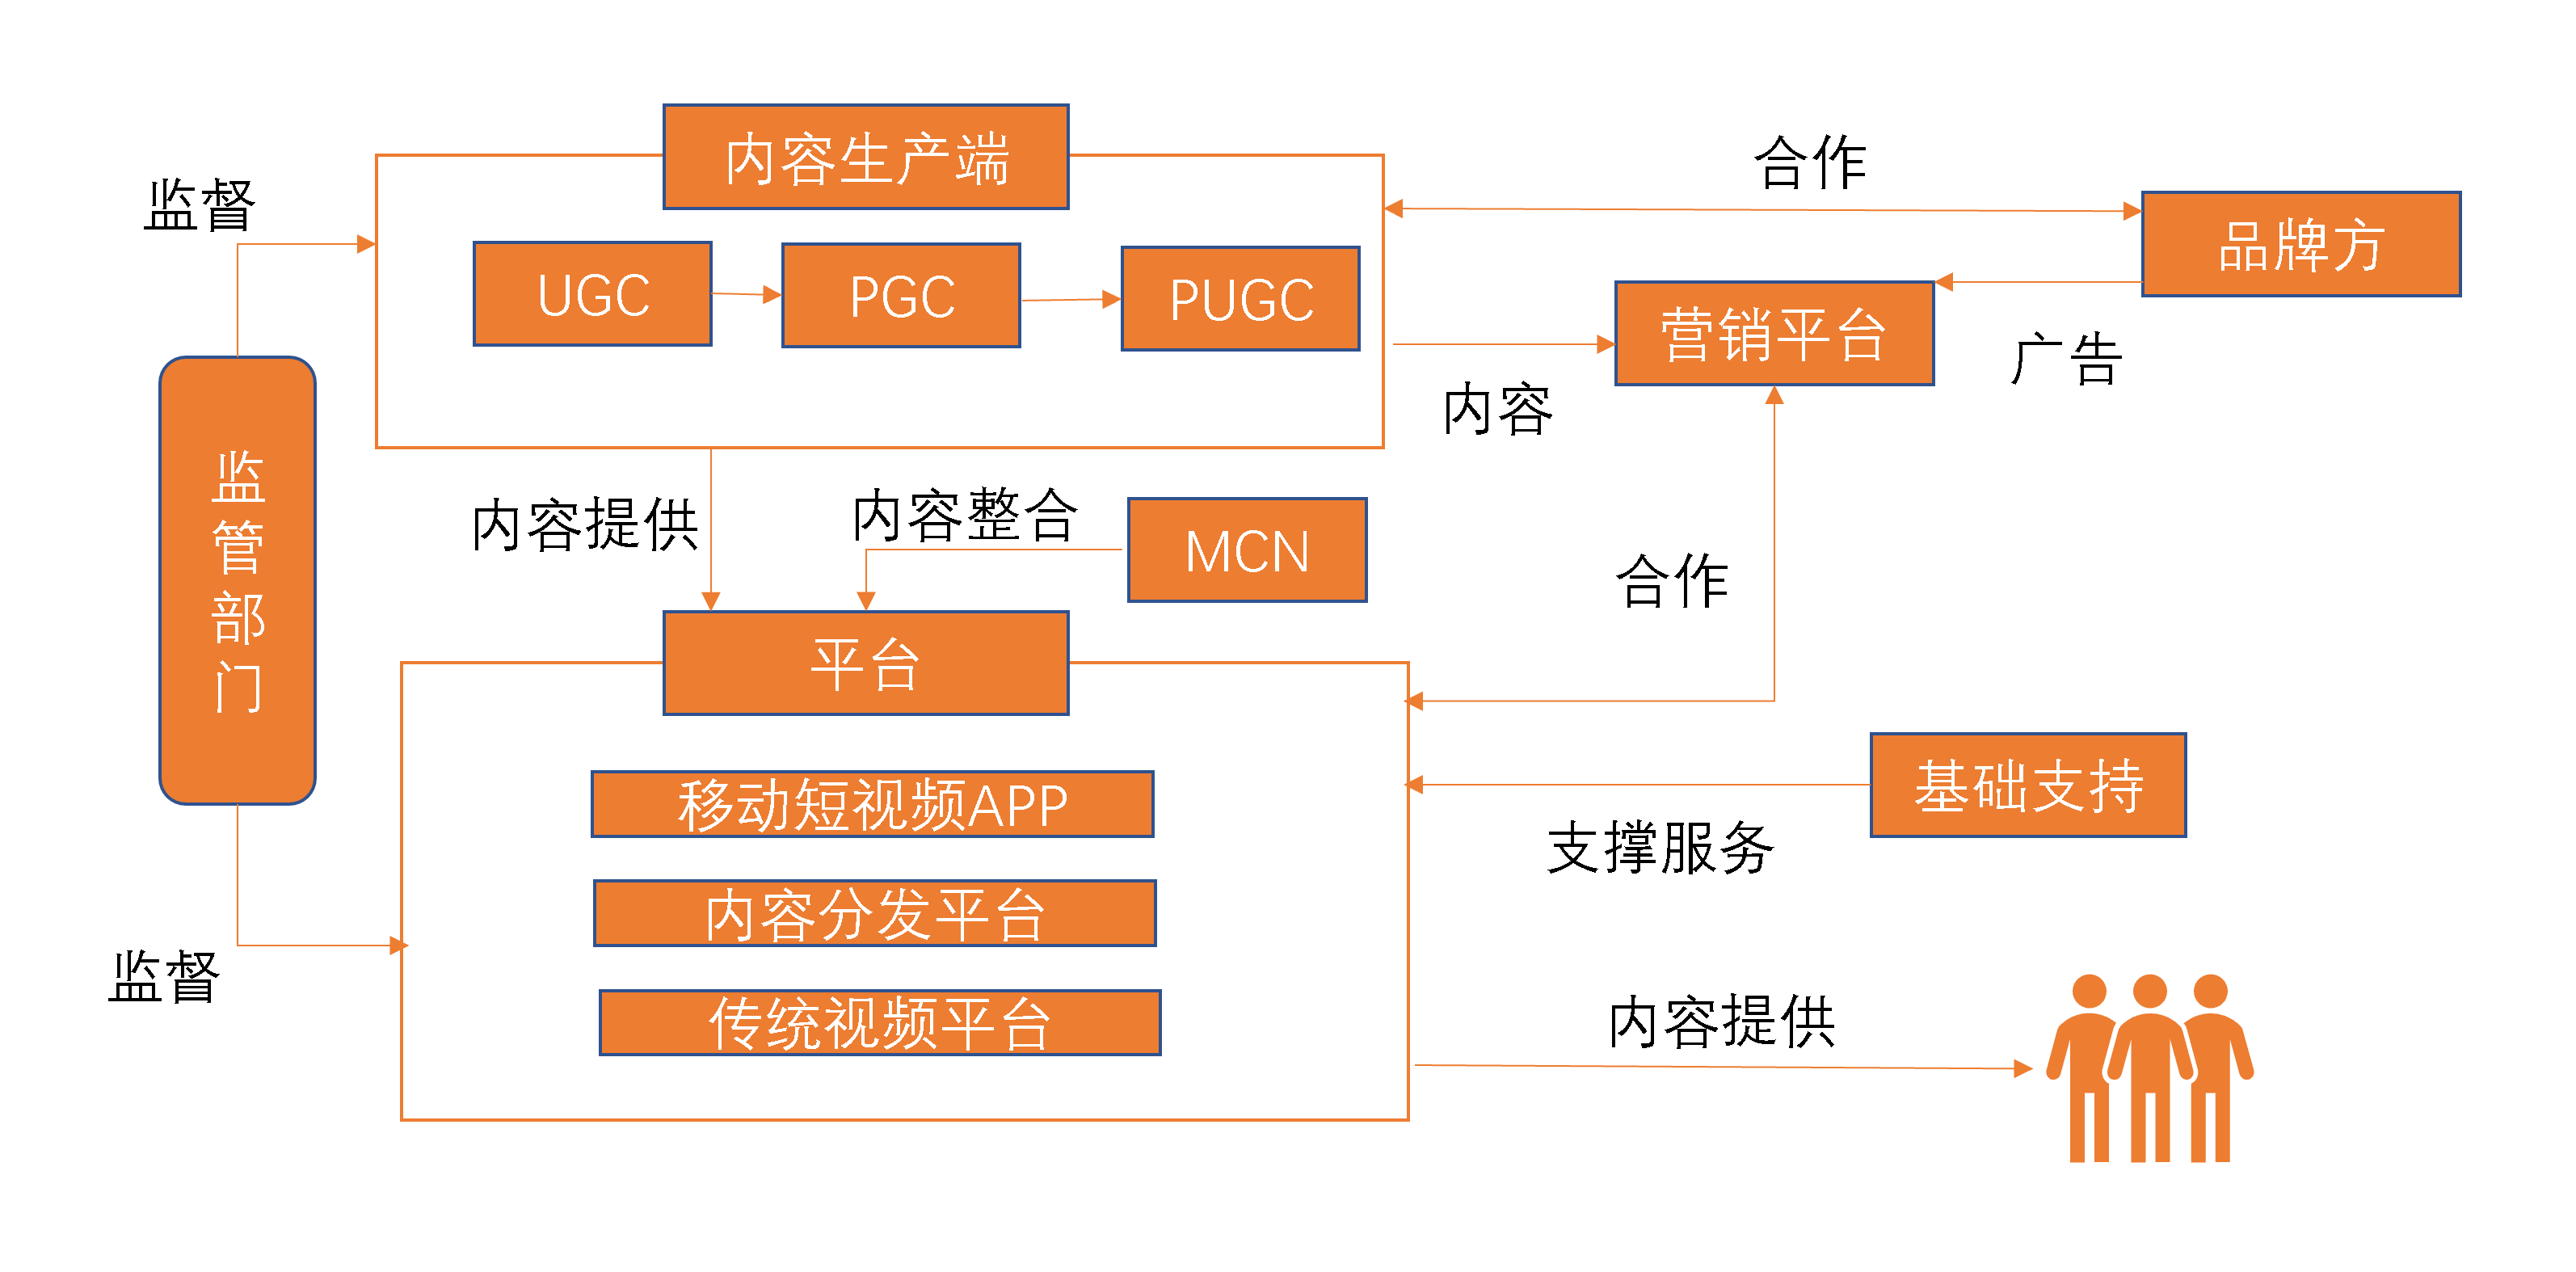 内容生产端
合作
监督
品牌方
UGC
PGC
PUGC
营销平台
广告
内容
监管部门
内容提供
内容整合
MCN
合作
平台
基础支持
移动短视频APP
支撑服务
内容分发平台
监督
传统视频平台
内容提供